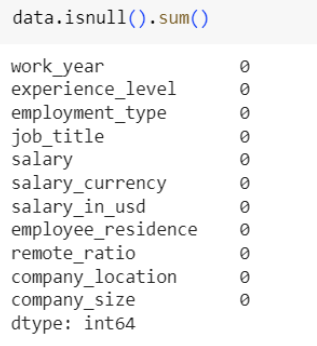 data.isnull().sum()
work_year 0
experience_level 0
employment_type 0
job_title 0
salary 0
salary_currency 0
salary_in_usd 0
employee_residence 0
remote_ratio 0
company_location 0
company_size 0
dtype: int64